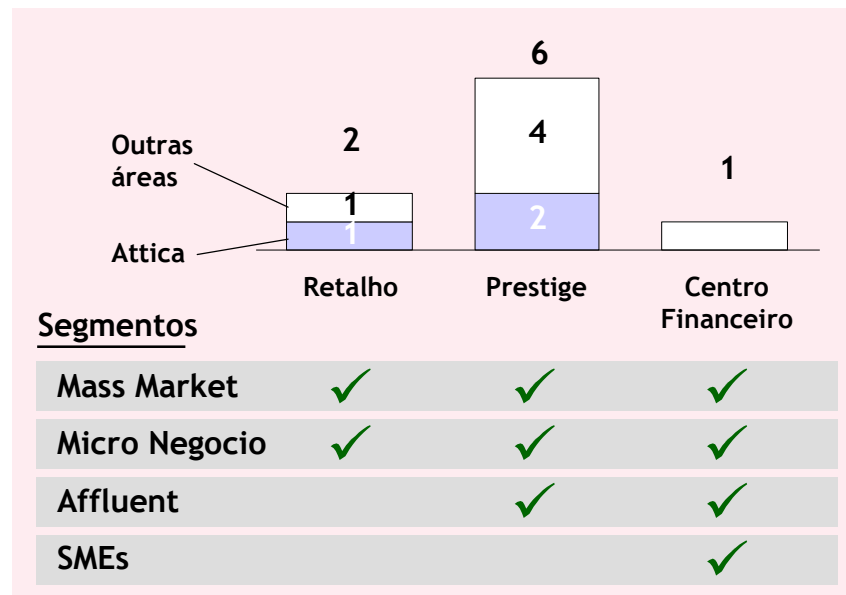 6
2
4
1
Outras
áreas
1
2
1
Attica
Retalho
Prestige
Centro
Financeiro
Segmentos
Mass Market
Micro Negocio
Affluent
SMEs